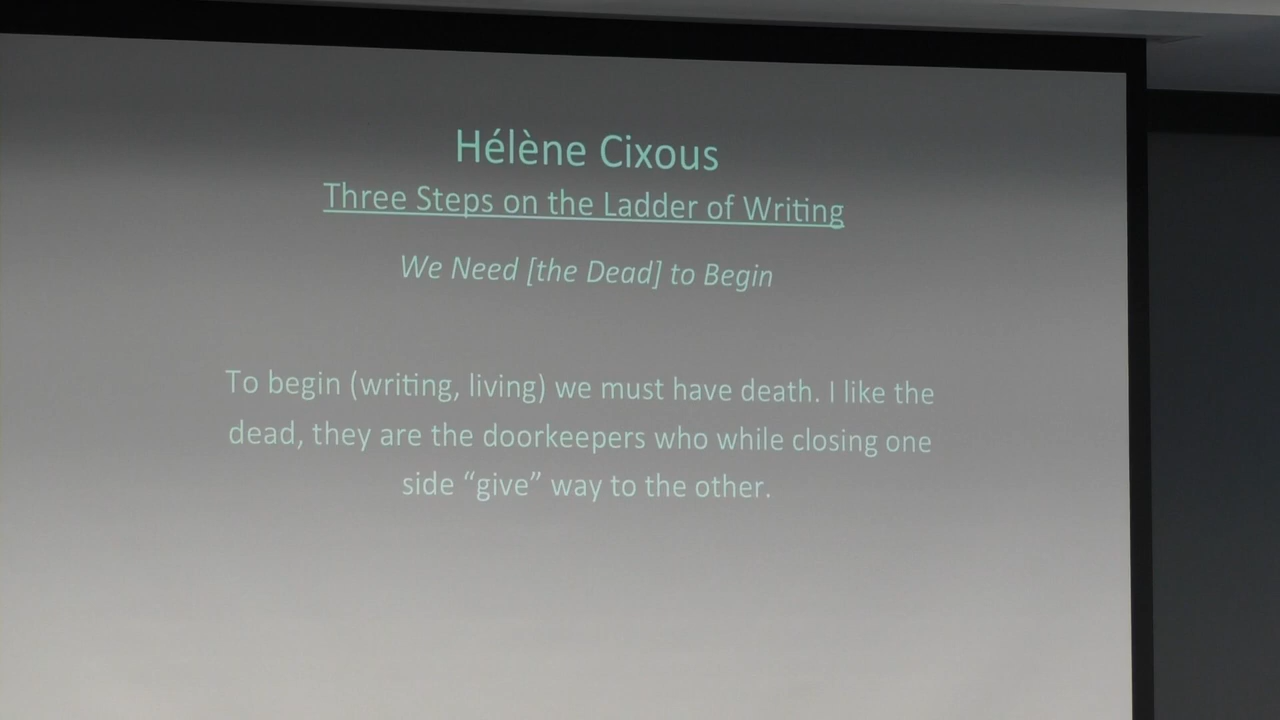 Hélène Cixous
Three Steps on the Ladder of Writing
We Need [the Dead] to Begin
To begin (writing, living) we must have death. I like the
dead, they are the doorkeepers who while closing one
side “give” way to the other.